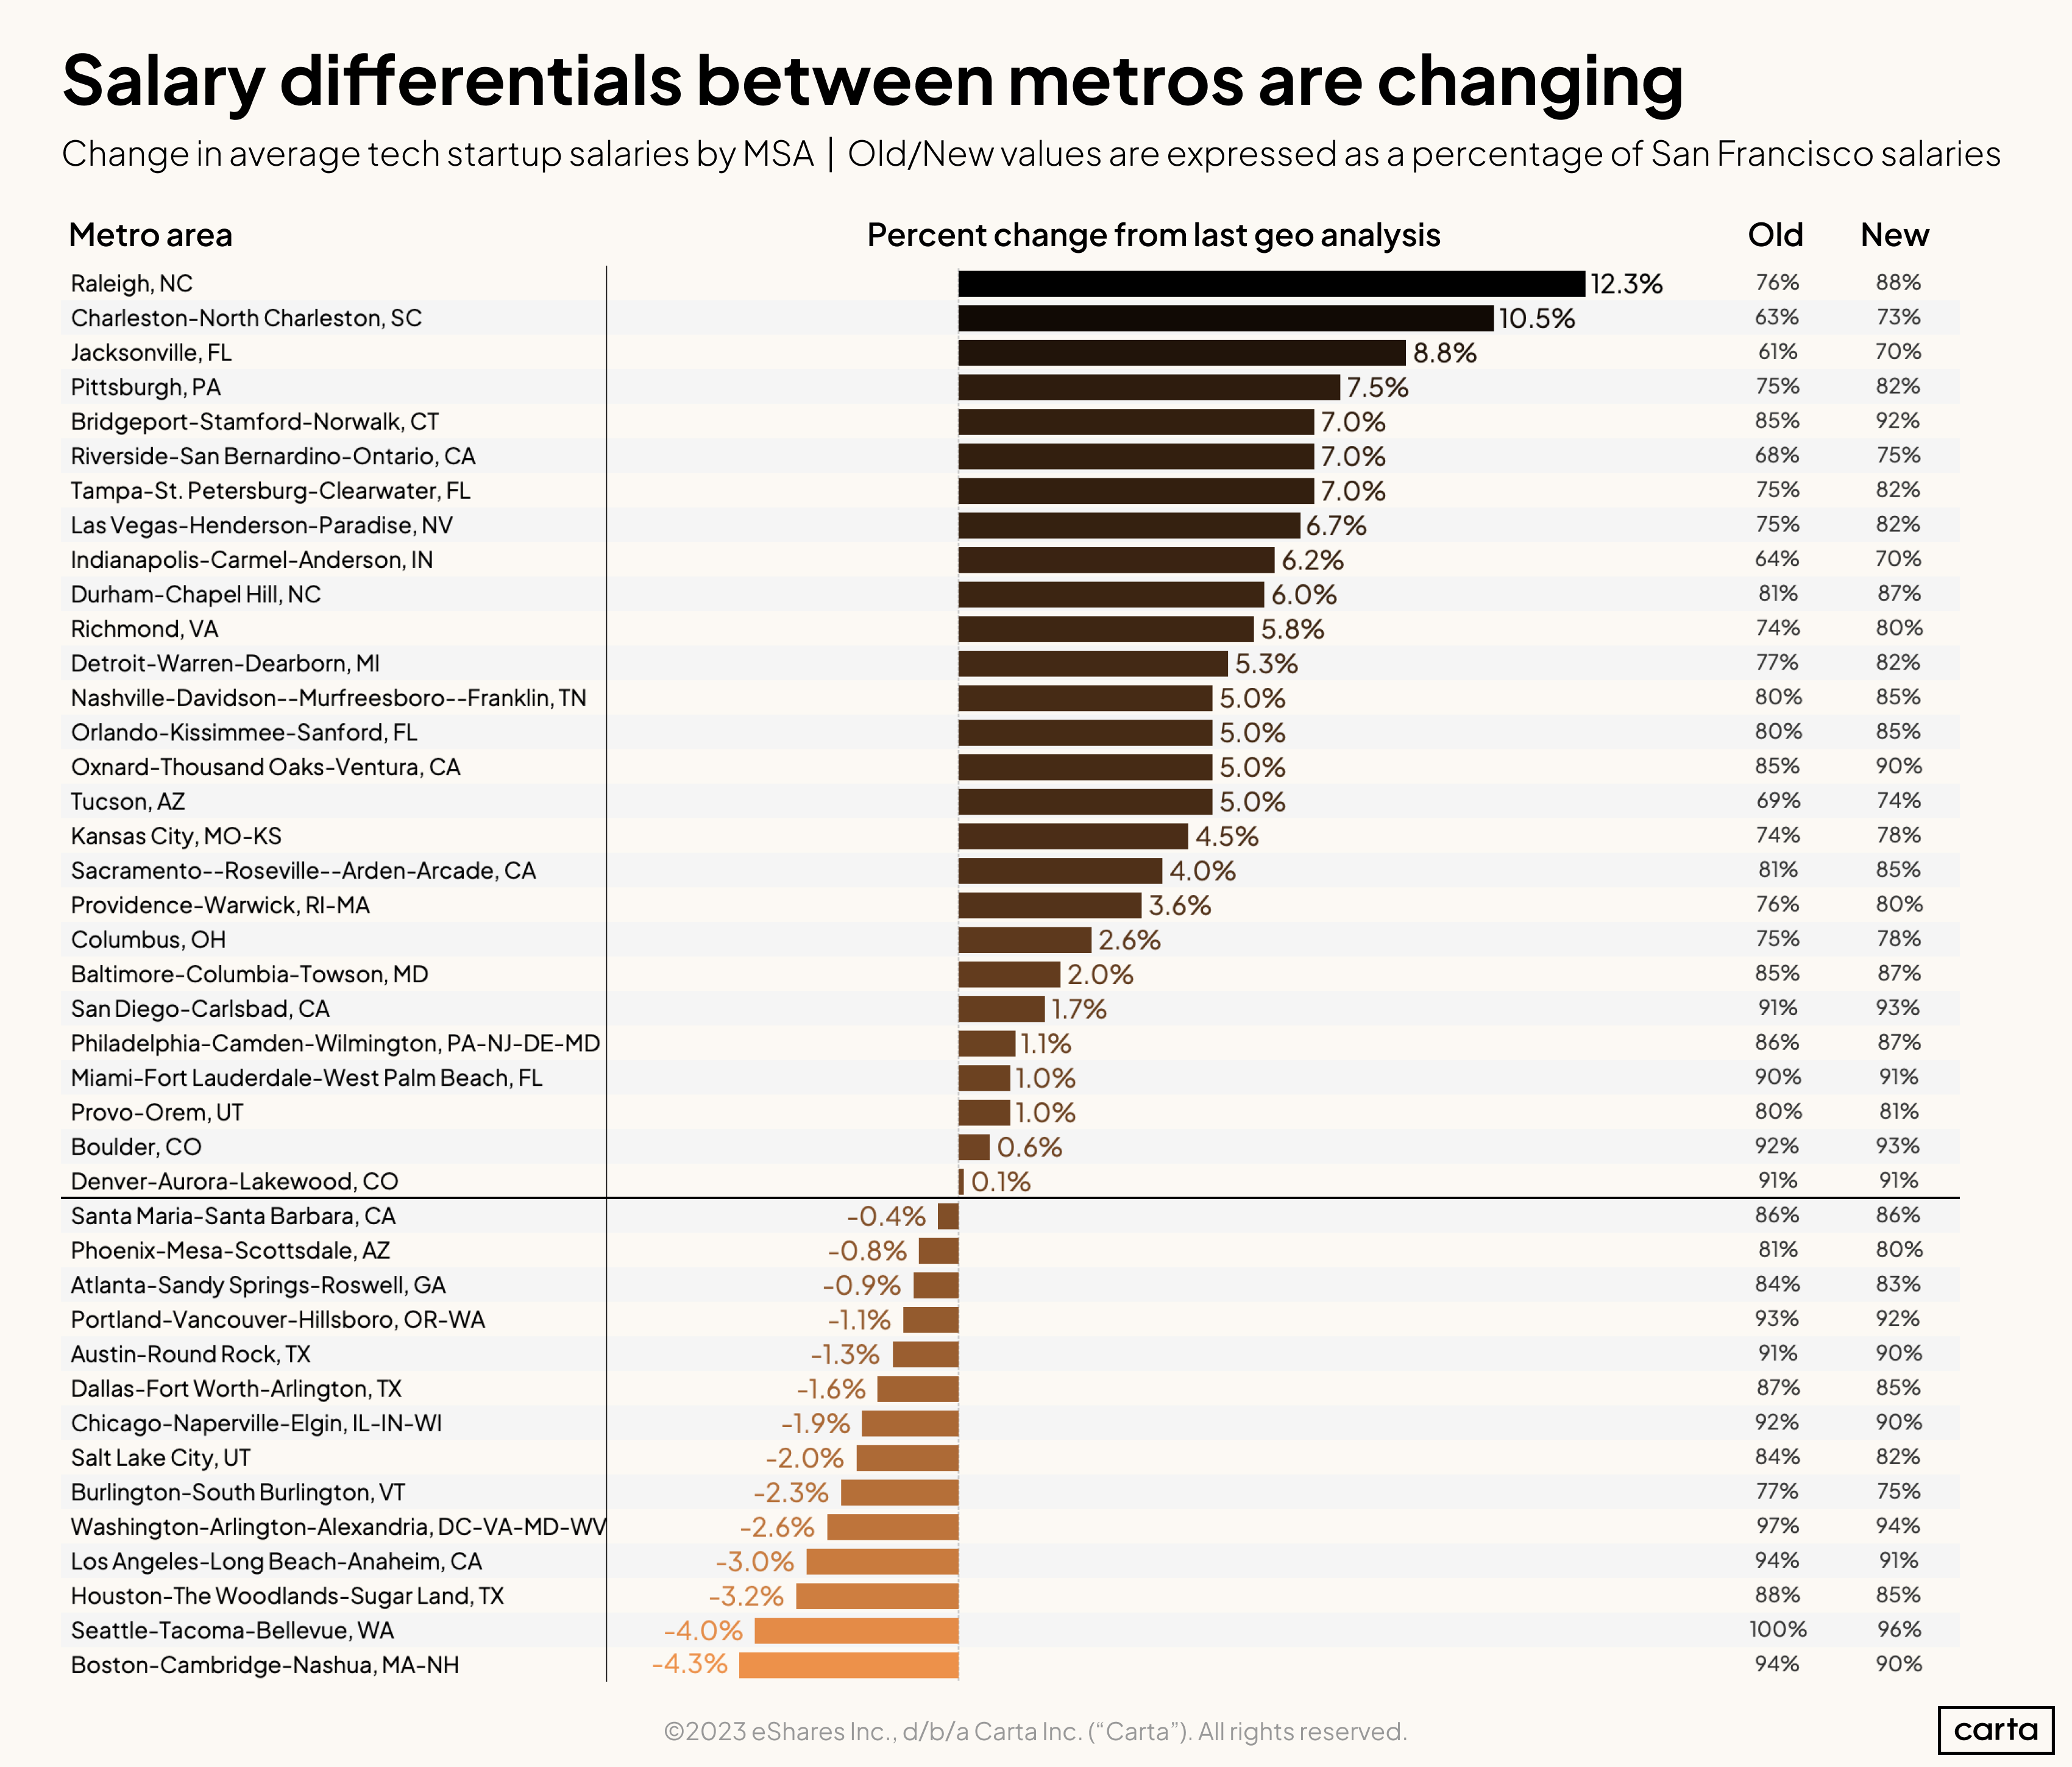 Salary differentials between metros are changing
Change in average tech startup salaries by MSA | Old/New values are expressed as a percentage of San Francisco salaries
Metro area Percent change from last geo analysis Old New
Raleigh, NC 12.3% 76% 88%
Charleston-North Charleston, SC 10.5% 63% 73%
Jacksonville, FL 8.8% 61% 70%
Pittsburgh, PA 7.5% 75% 82%
Bridgeport-Stamford-Norwalk, CT 7.0% 85% 92%
Riverside-San Bernardino-Ontario, CA 7.0% 68% 75%
Tampa-St. Petersburg-Clearwater, FL 7.0% 75% 82%
Las Vegas-Henderson-Paradise, NV 6.7% 75% 82%
Indianapolis-Carmel-Anderson, IN 6.2% 64% 70%
Durham-Chapel Hill, NC 6.0% 81% 87%
Richmond, VA 5.8% 74% 80%
Detroit-Warren-Dearborn, MI 5.3% 77% 82%
Nashville-Davidson--Murfreesboro--Franklin, TN 5.0% 80% 85%
Orlando-Kissimmee-Sanford, FL 5.0% 80% 85%
Oxnard-Thousand Oaks-Ventura, CA 5.0% 85% 90%
Tucson, AZ 5.0% 69% 74%
Kansas City, MO-KS 4.5% 74% 78%
Sacramento--Roseville--Arden-Arcade, CA 4.0% 81% 85%
Providence-Warwick, RI-MA 3.6% 76% 80%
Columbus, OH 2.6% 75% 78%
Baltimore-Columbia-Towson, MD 2.0% 85% 87%
San Diego-Carlsbad, CA 1.7% 91% 93%
Philadelphia-Camden-Wilmington, PA-NJ-DE-MD 1.1% 86% 87%
Miami-Fort Lauderdale-West Palm Beach, FL 1.0% 90% 91%
Provo-Orem, UT 1.0% 80% 81%
Boulder, CO 0.6% 92% 93%
Denver-Aurora-Lakewood, CO 0.1% 91% 91%
Santa Maria-Santa Barbara, CA -0.4% 86% 86%
Phoenix-Mesa-Scottsdale, AZ -0.8% 81% 80%
Atlanta-Sandy Springs-Roswell, GA -0.9% 84% 83%
Portland-Vancouver-Hillsboro, OR-WA -1.1% 93% 92%
Austin-Round Rock, TX -1.3% 91% 90%
Dallas-Fort Worth-Arlington, TX -1.6% 87% 85%
Chicago-Naperville-Elgin, IL-IN-WI -1.9% 92% 90%
Salt Lake City, UT -2.0% 84% 82%
Burlington-South Burlington, VT -2.3% 77% 75%
Washington-Arlington-Alexandria, DC-VA-MD-WV -2.6% 97% 94%
Los Angeles-Long Beach-Anaheim, CA -3.0% 94% 91%
Houston-The Woodlands-Sugar Land, TX -3.2% 88% 85%
Seattle-Tacoma-Bellevue, WA -4.0% 100% 96%
Boston-Cambridge-Nashua, MA-NH -4.3% 94% 90%
©2023 eShares Inc., d/b/a Carta Inc. (“Carta”). All rights reserved.
carta